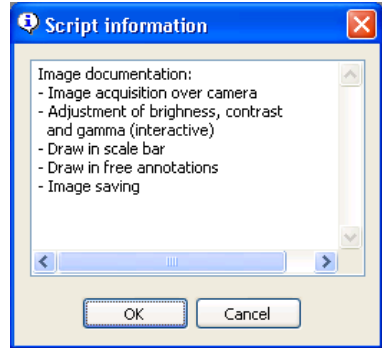 Script information
Image documentation:
- Image acquisition over camera
- Adjustment of brighness, contrast
and gamma (interactive)
- Draw in scale bar
- Draw in free annotations
- Image saving
OK
Cancel